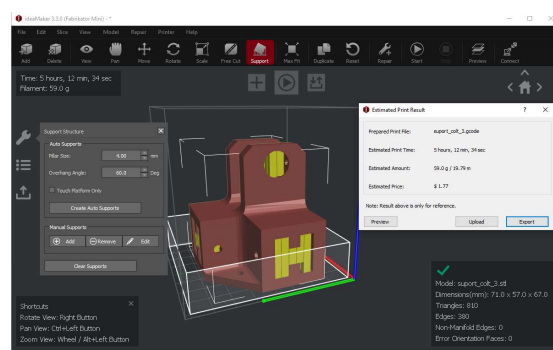 ideaMaker 3.3.0 (Fabrikator Mini)
File Edit Slice View Model Repair Printer Help
Add Delete View Pan Move Rotate Scale Free Cut Support Max Fit Duplicate Reset Repair Start Preview Connect
Time: 5 hours, 12 min, 34 sec
Filament: 59.0 g
Support Structure
Auto Supports
Pillar Size: 4.00 mm
Overhang Angle: 60.0 Deg
Touch Platform Only
Create Auto Supports
Manual Supports
Add Remove Edit
Clear Supports
Estimated Print Result ? X
Prepared Print File: suport_colt_3.gcode
Estimated Print Time: 5 hours, 12 min, 34 sec
Estimated Amount: 59.0 g / 19.79 m
Estimated Price: $ 1.77
Note: Result above is only for reference.
Preview Upload Export
Shortcuts
Rotate View: Right Button
Pan View: Ctrl+Left Button
Zoom View: Wheel / Alt+Left Button
Model: suport_colt_3.stl
Dimensions(mm): 71.0 x 57.0 x 67.0
Triangles: 810
Edges: 380
Non-Manifold Edges: 0
Error Orientation Faces: 0